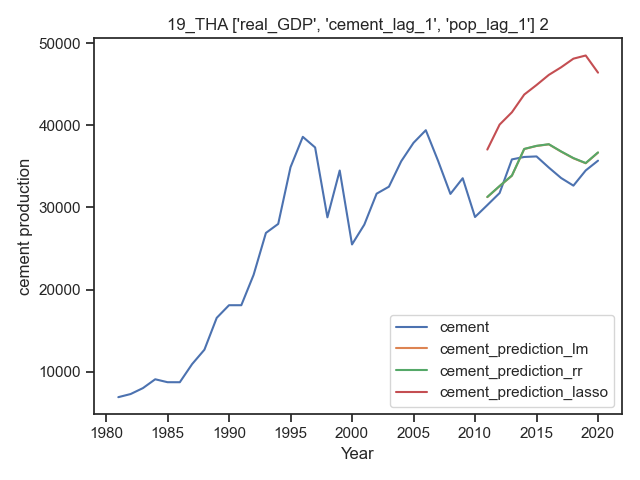 19_THA ['real_GDP', 'cement_lag_1', 'pop_lag_1'] 2
50000
40000
30000
20000
10000
cement production
cement
cement_prediction_lm
cement_prediction_rr
cement_prediction_lasso
1980
1985
1990
1995
2000
2005
2010
2015
2020
Year